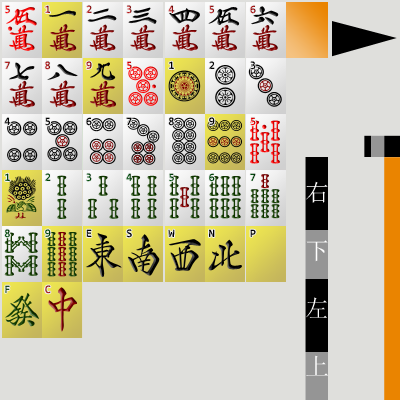 5 伍萬 1 一萬 2 二萬 3 三萬 4 四萬 5 伍萬 6 六萬
7 七萬 8 八萬 9 九萬 5 1 2 3
4 5 6 7 8 9 5
1 2 3 4 5 6 7
8 9 E 東 S 南 W 西 N 北 P
F 發 C 中
右
下
左
上